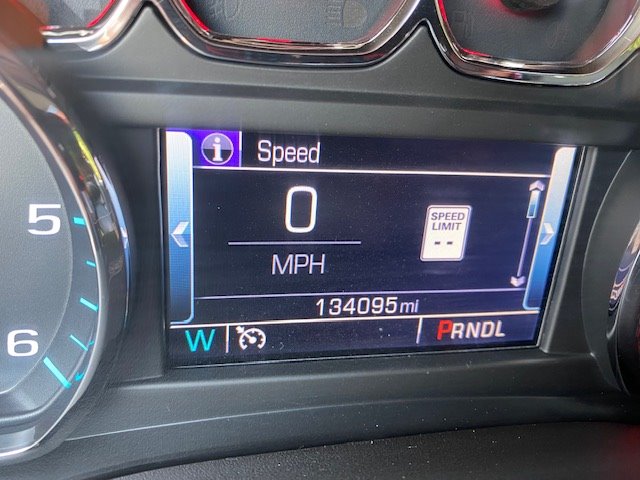 i Speed
0
MPH
SPEED
LIMIT
--
134095mi
W PRNDL
5
6